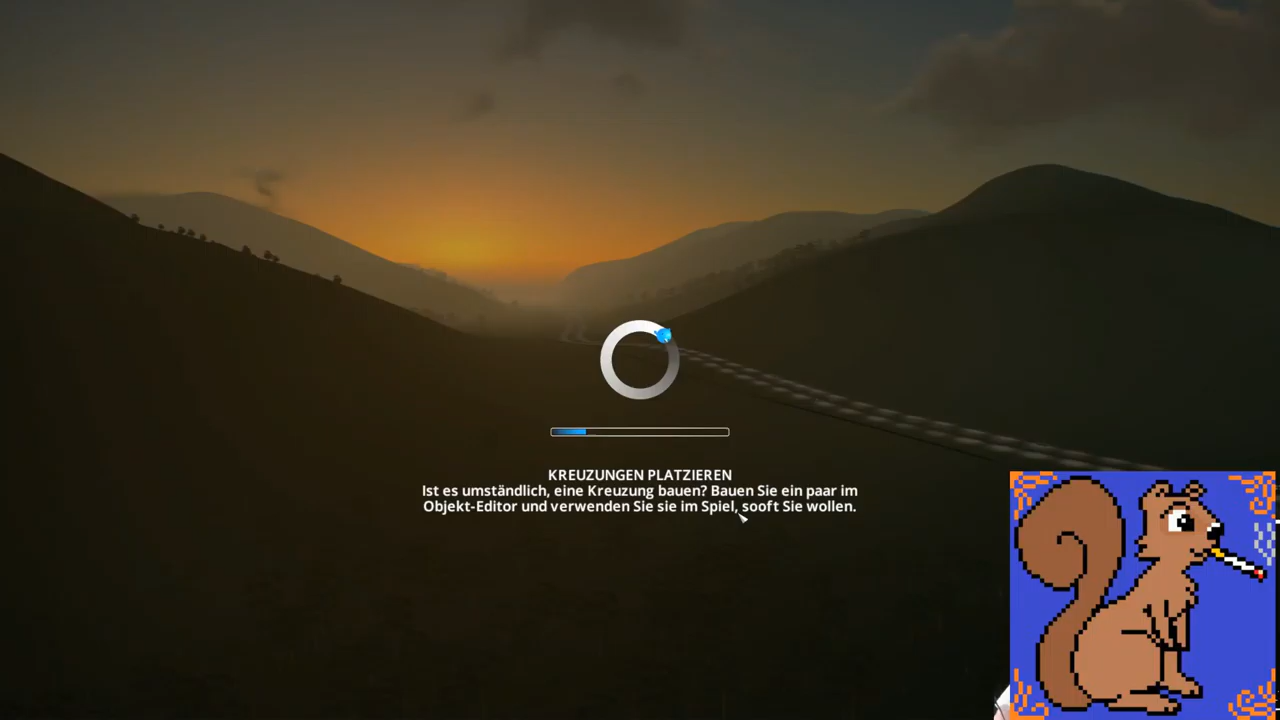 KREUZUNGEN PLATZIEREN
Ist es umständlich, eine Kreuzung bauen? Bauen Sie ein paar im
Objekt-Editor und verwenden Sie sie im Spiel, sooft Sie wollen.